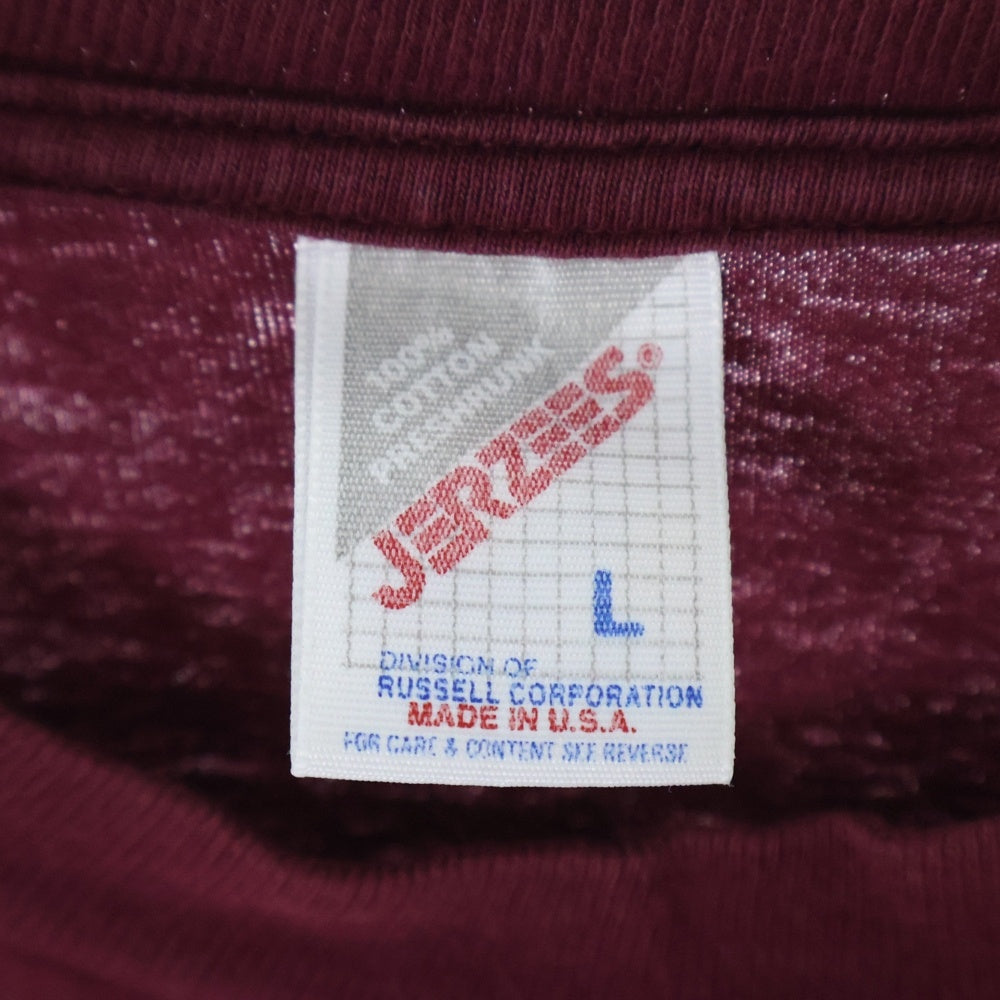 100%
COTTON
PRESHRUNK
JERZEES®
L
DIVISION OF
RUSSELL CORPORATION
MADE IN U.S.A.
FOR CARE & CONTENT SEE REVERSE